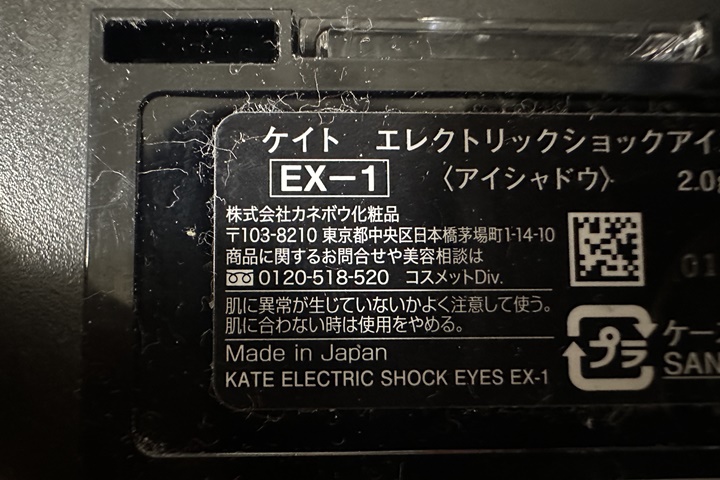 ケイト エレクトリックショックアイ
EX-1 〈アイシャドウ〉 2.0
株式会社カネボウ化粧品
〒103-8210 東京都中央区日本橋茅場町1-14-10
商品に関するお問合せや美容相談は
0120-518-520 コスメットDiv.
肌に異常が生じていないかよく注意して使う。
肌に合わない時は使用をやめる。
Made in Japan
KATE ELECTRIC SHOCK EYES EX-1
01
プラ
ケー
SAN